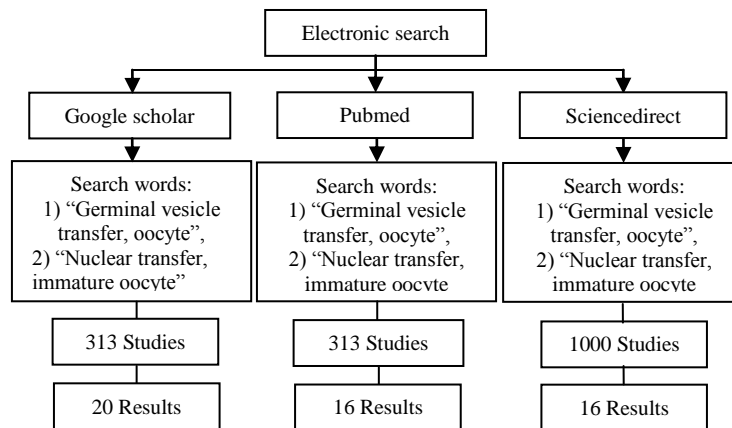 Electronic search
Google scholar
Pubmed
Sciencedirect
Search words:
1) “Germinal vesicle
transfer, oocyte”,
2) “Nuclear transfer,
immature oocyte”
Search words:
1) “Germinal vesicle
transfer, oocyte”,
2) “Nuclear transfer,
immature oocyte
Search words:
1) “Germinal vesicle
transfer, oocyte”,
2) “Nuclear transfer,
immature oocyte
313 Studies
313 Studies
1000 Studies
20 Results
16 Results
16 Results